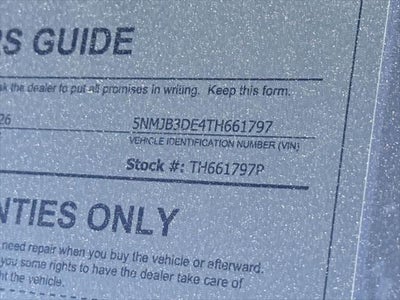 RS GUIDE
ask the dealer to put all promises in writing. Keep this form.
26 5NMJB3DE4TH661797
VEHICLE IDENTIFICATION NUMBER (VIN)
Stock #: TH661797P
NTIES ONLY
need repair when you buy the vehicle or afterward.
you some rights to have the dealer take care of
the vehicle.